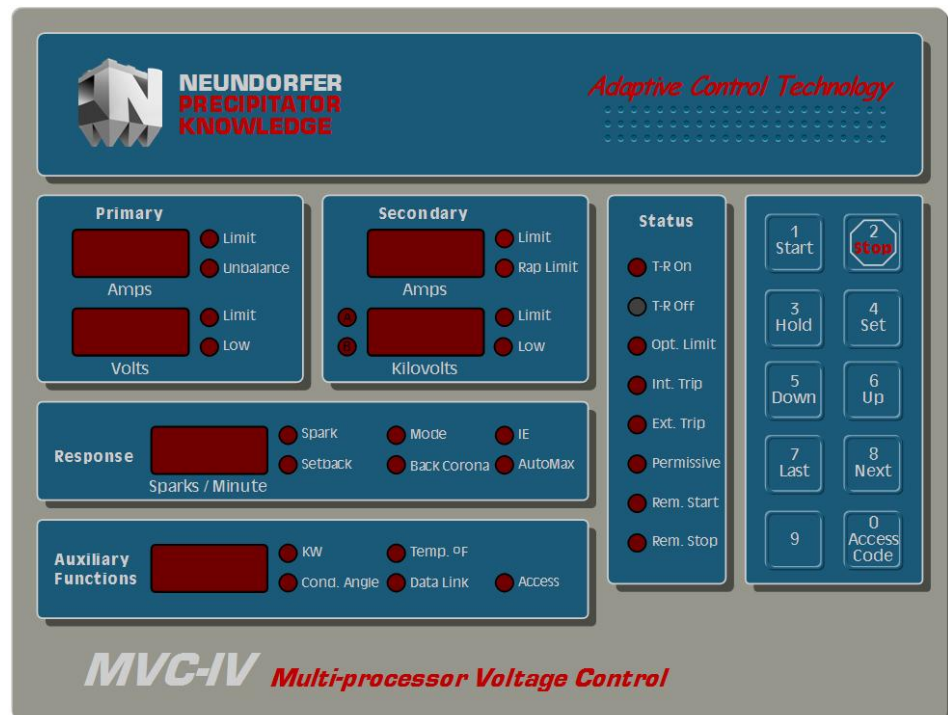 N
NEUNDORFER
PRECIPITATOR
KNOWLEDGE
Adaptive Control Technology
Primary
Limit
Unbalance
Amps
Limit
Low
Volts
Secondary
Limit
Rap Limit
Amps
A
B
Limit
Low
Kilovolts
Response
Spark
Setback
Mode
Back Corona
IE
AutoMax
Sparks / Minute
Auxiliary
Functions
KW
Cond. Angle
Temp. ºF
Data Link
Access
Status
T-R On
T-R Off
Opt. Limit
Int. Trip
Ext. Trip
Permissive
Rem. Start
Rem. Stop
1
Start
2
Stop
3
Hold
4
Set
5
Down
6
Up
7
Last
8
Next
9
0
Access
Code
MVC-IV Multi-processor Voltage Control